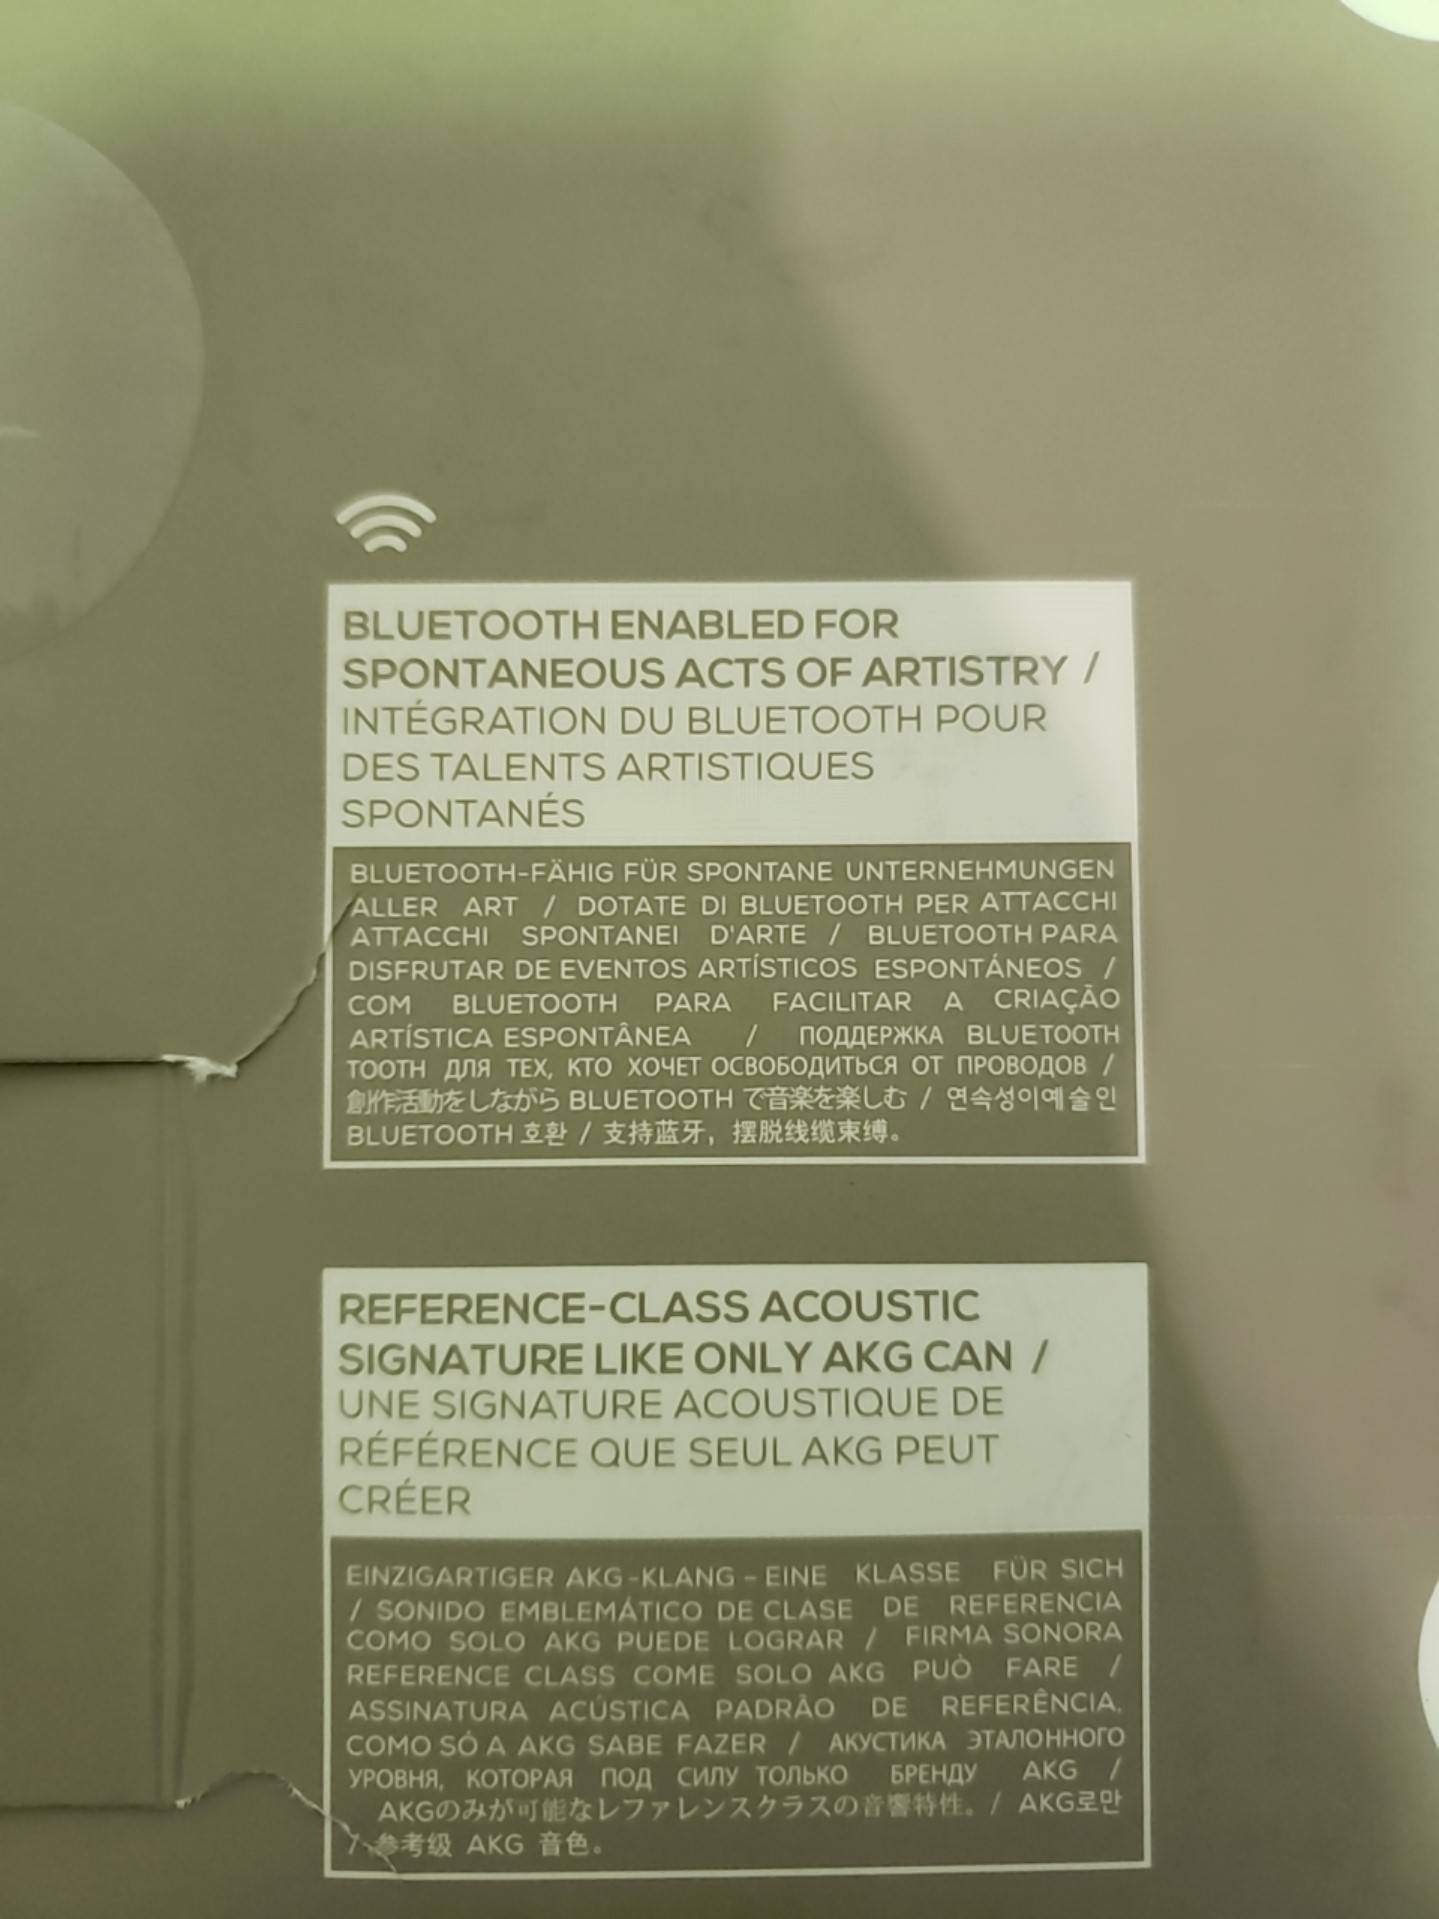 BLUETOOTH ENABLED FOR
SPONTANEOUS ACTS OF ARTISTRY /
INTÉGRATION DU BLUETOOTH POUR
DES TALENTS ARTISTIQUES
SPONTANÉS
BLUETOOTH-FÄHIG FÜR SPONTANE UNTERNEHMUNGEN
ALLER ART / DOTATE DI BLUETOOTH PER ATTACCHI
ATTACCHI SPONTANEI D'ARTE / BLUETOOTH PARA
DISFRUTAR DE EVENTOS ARTÍSTICOS ESPONTÁNEOS /
COM BLUETOOTH PARA FACILITAR A CRIAÇÃO
ARTÍSTICA ESPONTÂNEA / ПОДДЕРЖКА BLUETOOTH
TOOTH ДЛЯ ТЕХ, КТО ХОЧЕТ ОСВОБОДИТЬСЯ ОТ ПРОВОДОВ /
創作活動をしながら BLUETOOTH で音楽を楽しむ / 연속성이예술인
BLUETOOTH 호환 / 支持蓝牙，摆脱线缆束缚。
REFERENCE-CLASS ACOUSTIC
SIGNATURE LIKE ONLY AKG CAN /
UNE SIGNATURE ACOUSTIQUE DE
RÉFÉRENCE QUE SEUL AKG PEUT
CRÉER
EINZIGARTIGER AKG-KLANG – EINE KLASSE FÜR SICH
/ SONIDO EMBLEMÁTICO DE CLASE DE REFERENCIA
COMO SOLO AKG PUEDE LOGRAR / FIRMA SONORA
REFERENCE CLASS COME SOLO AKG PUÒ FARE /
ASSINATURA ACÚSTICA PADRÃO DE REFERÊNCIA,
COMO SÓ A AKG SABE FAZER / АКУСТИКА ЭТАЛОННОГО
УРОВНЯ, КОТОРАЯ ПОД СИЛУ ТОЛЬКО БРЕНДУ AKG /
AKGのみが可能なレファレンスクラスの音響特性。/ AKG로만
/ 参考级 AKG 音色。